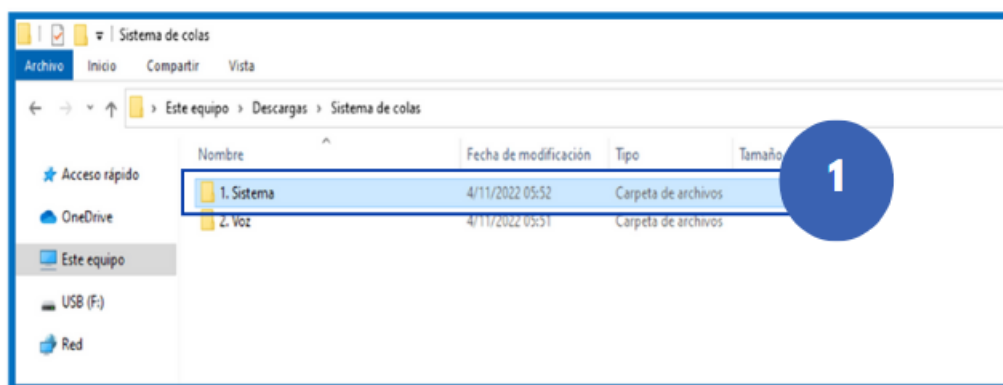 Sistema de colas
Archivo Inicio Compartir Vista
Este equipo > Descargas > Sistema de colas
Nombre Fecha de modificación Tipo Tamaño
Acceso rápido
1. Sistema 4/11/2022 05:52 Carpeta de archivos
1
OneDrive
2. Voz 4/11/2022 05:51 Carpeta de archivos
Este equipo
USB (F:)
Red